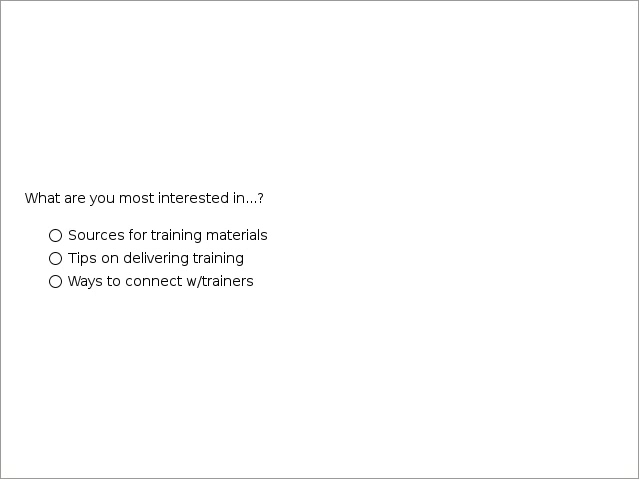 What are you most interested in...?
Sources for training materials
Tips on delivering training
Ways to connect w/trainers